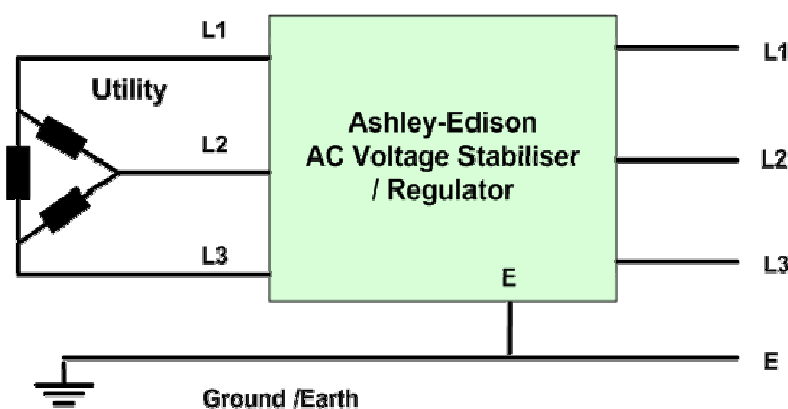 L1
L1
Utility
Ashley-Edison
AC Voltage Stabiliser
/ Regulator
L2
L2
L3
L3
E
E
Ground /Earth